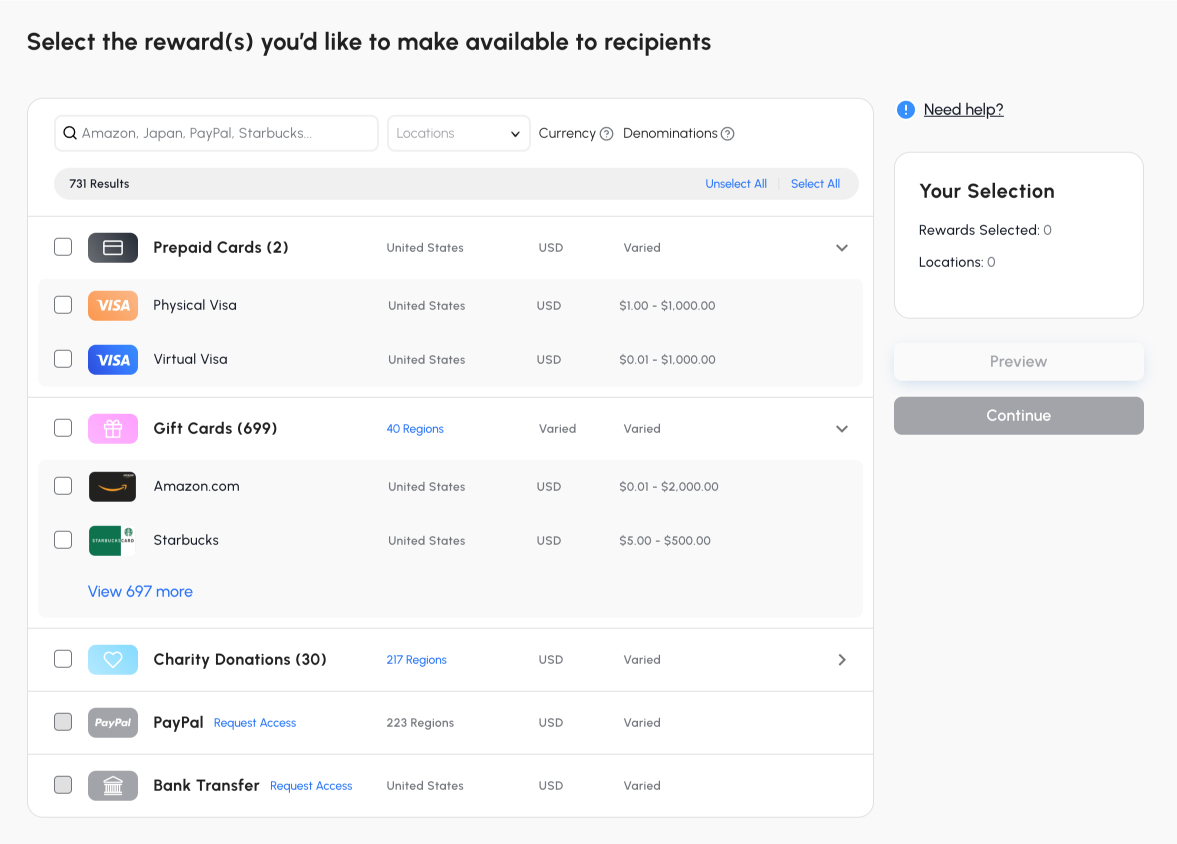 Select the reward(s) you’d like to make available to recipients
Amazon, Japan, PayPal, Starbucks...
Locations
Currency
Denominations
Need help?
731 Results
Unselect All
Select All
Your Selection
Rewards Selected: 0
Locations: 0
Preview
Continue
Prepaid Cards (2) United States USD Varied
VISA Physical Visa United States USD $1.00 - $1,000.00
VISA Virtual Visa United States USD $0.01 - $1,000.00
Gift Cards (699) 40 Regions Varied Varied
Amazon.com United States USD $0.01 - $2,000.00
STARBUCKS CARD Starbucks United States USD $5.00 - $500.00
View 697 more
Charity Donations (30) 217 Regions USD Varied
PayPal PayPal Request Access 223 Regions USD Varied
Bank Transfer Request Access United States USD Varied